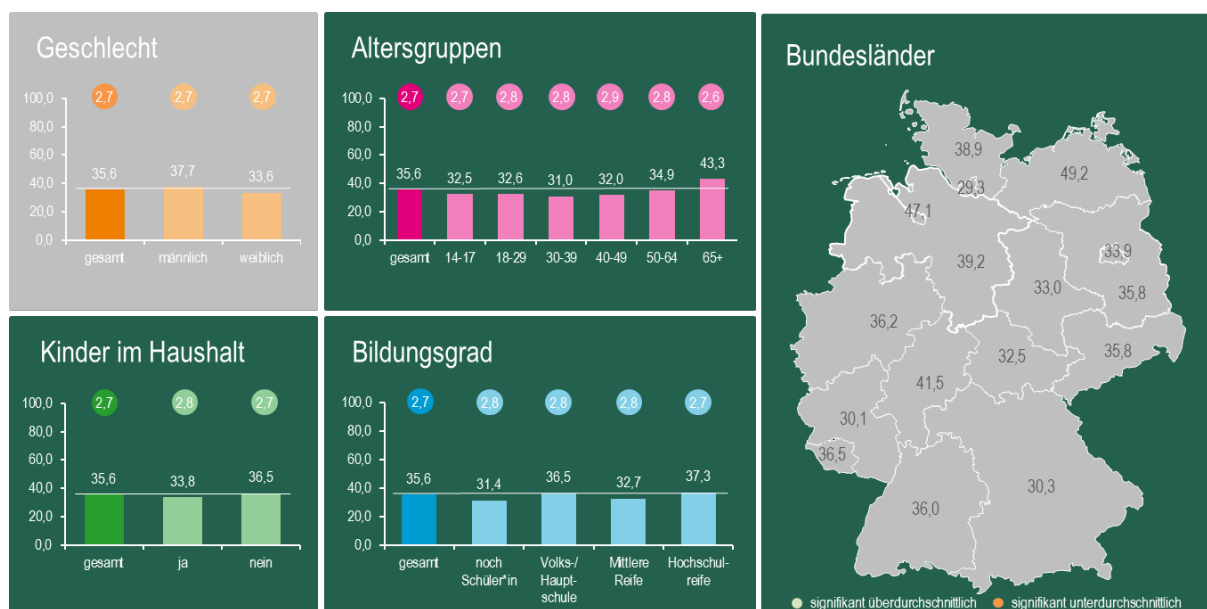 Geschlecht
2,7 2,7 2,7
100,0
80,0
60,0
40,0
20,0
0,0
35,6 37,7 33,6
gesamt männlich weiblich
Altersgruppen
2,7 2,7 2,8 2,8 2,9 2,8 2,6
100,0
80,0
60,0
40,0
20,0
0,0
35,6 32,5 32,6 31,0 32,0 34,9 43,3
gesamt 14-17 18-29 30-39 40-49 50-64 65+
Kinder im Haushalt
2,7 2,8 2,7
100,0
80,0
60,0
40,0
20,0
0,0
35,6 33,8 36,5
gesamt ja nein
Bildungsgrad
2,7 2,8 2,8 2,8 2,7
100,0
80,0
60,0
40,0
20,0
0,0
35,6 31,4 36,5 32,7 37,3
gesamt noch Volks-/ Mittlere Hochschul-
Schüler*in Haupt- Reife reife
schule
Bundesländer
38,9
49,2
29,3
47,1
33,9
39,2
33,0
35,8
36,2
35,8
32,5
41,5
30,1
36,5
30,3
36,0
signifikant überdurchschnittlich signifikant unterdurchschnittlich